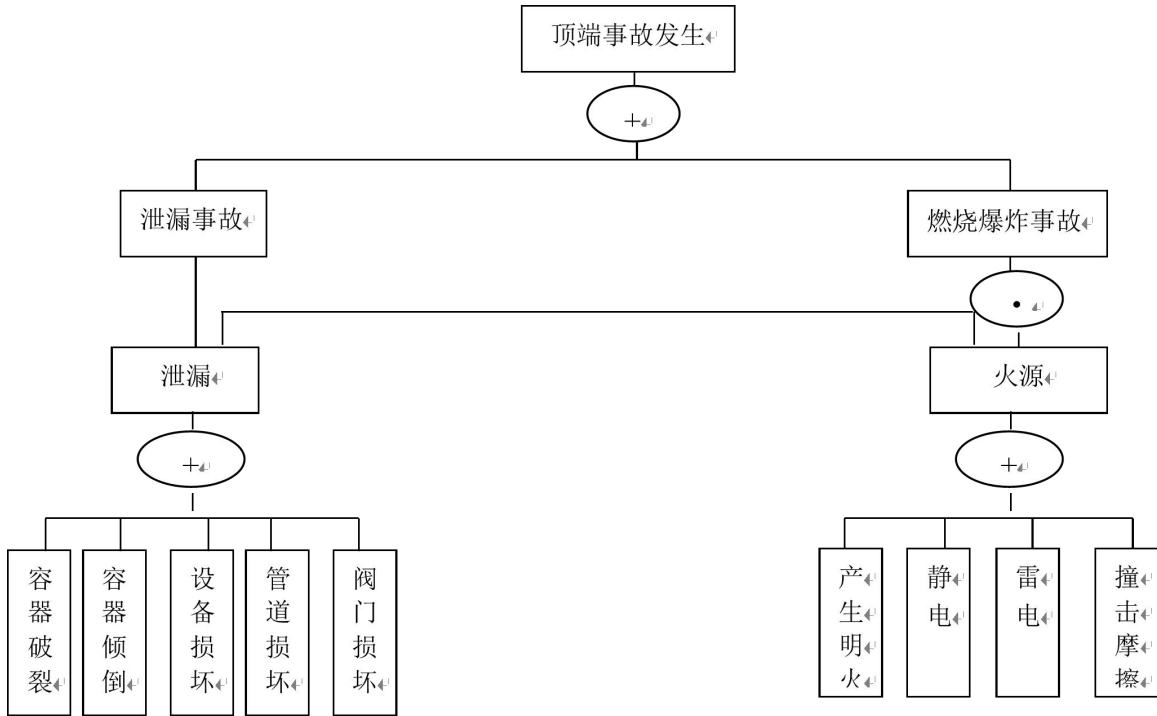 顶端事故发生
+
泄漏事故
燃烧爆炸事故
•
泄漏
火源
+
+
容器破裂
容器倾倒
设备损坏
管道损坏
阀门损坏
产生明火
静电
雷电
撞击摩擦